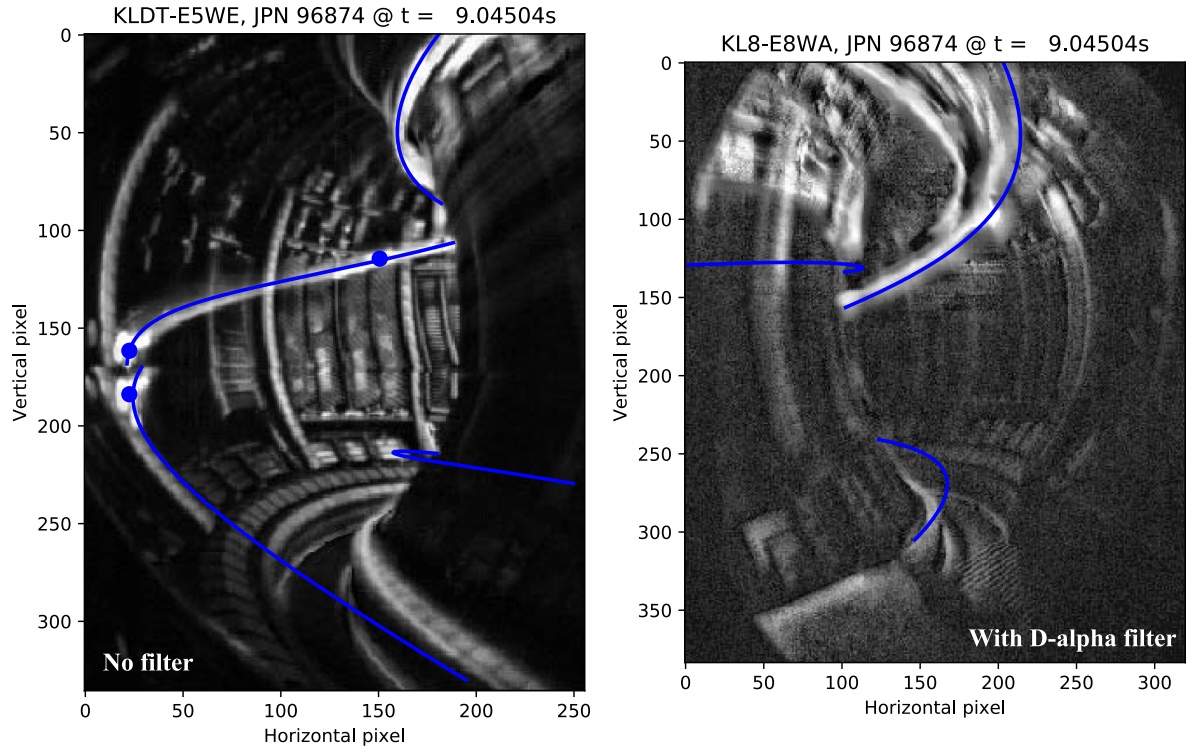 KLDT-E5WE, JPN 96874 @ t =   9.04504s
0
50
100
150
200
250
300
Vertical pixel
0 50 100 150 200 250
Horizontal pixel
No filter
KL8-E8WA, JPN 96874 @ t =   9.04504s
0
50
100
150
200
250
300
350
Vertical pixel
0 50 100 150 200 250 300
Horizontal pixel
With D-alpha filter